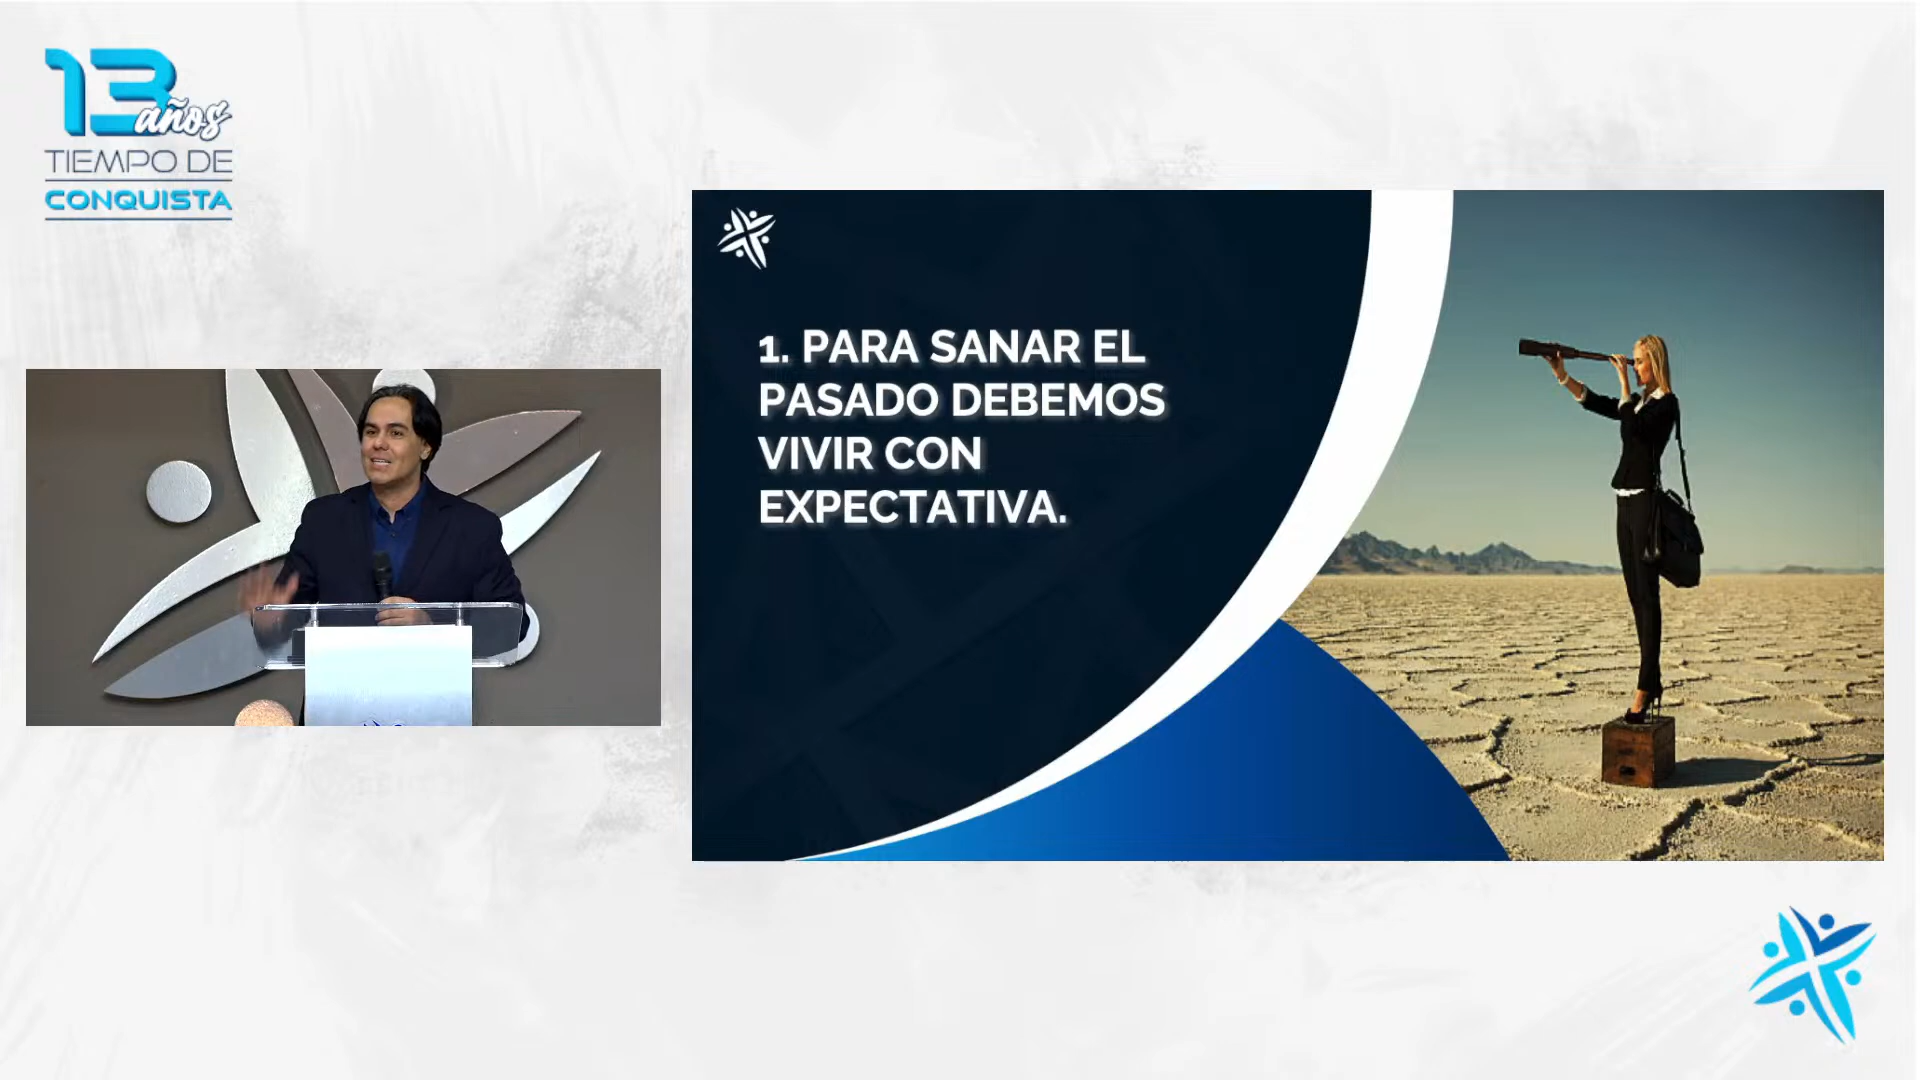 13
años
TIEMPO DE
CONQUISTA
1. PARA SANAR EL
PASADO DEBEMOS
VIVIR CON
EXPECTATIVA.